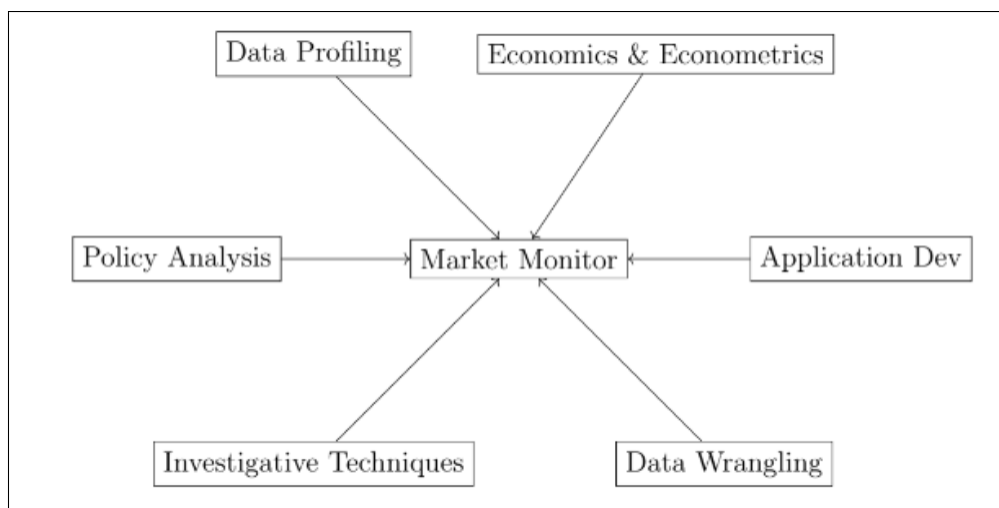 Data Profiling
Economics & Econometrics
Policy Analysis
Market Monitor
Application Dev
Investigative Techniques
Data Wrangling